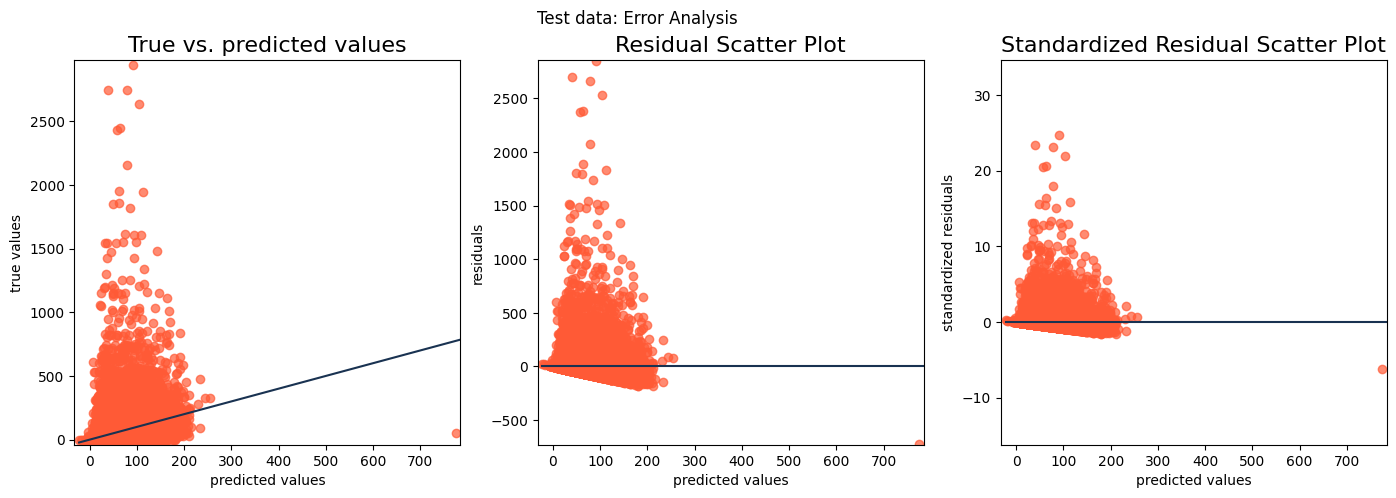 Test data: Error Analysis
True vs. predicted values
true values
2500
2000
1500
1000
500
0
0 100 200 300 400 500 600 700
predicted values
Residual Scatter Plot
residuals
2500
2000
1500
1000
500
0
−500
0 100 200 300 400 500 600 700
predicted values
Standardized Residual Scatter Plot
standardized residuals
30
20
10
0
−10
0 100 200 300 400 500 600 700
predicted values